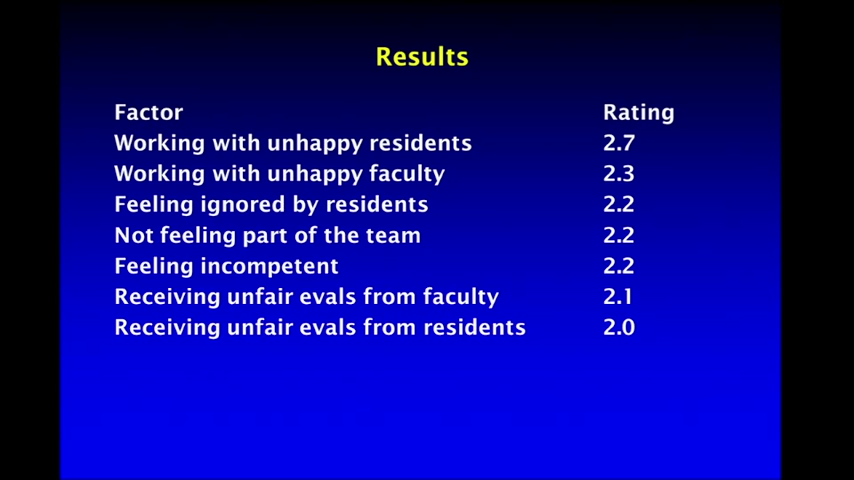 Results
Factor Rating
Working with unhappy residents 2.7
Working with unhappy faculty 2.3
Feeling ignored by residents 2.2
Not feeling part of the team 2.2
Feeling incompetent 2.2
Receiving unfair evals from faculty 2.1
Receiving unfair evals from residents 2.0